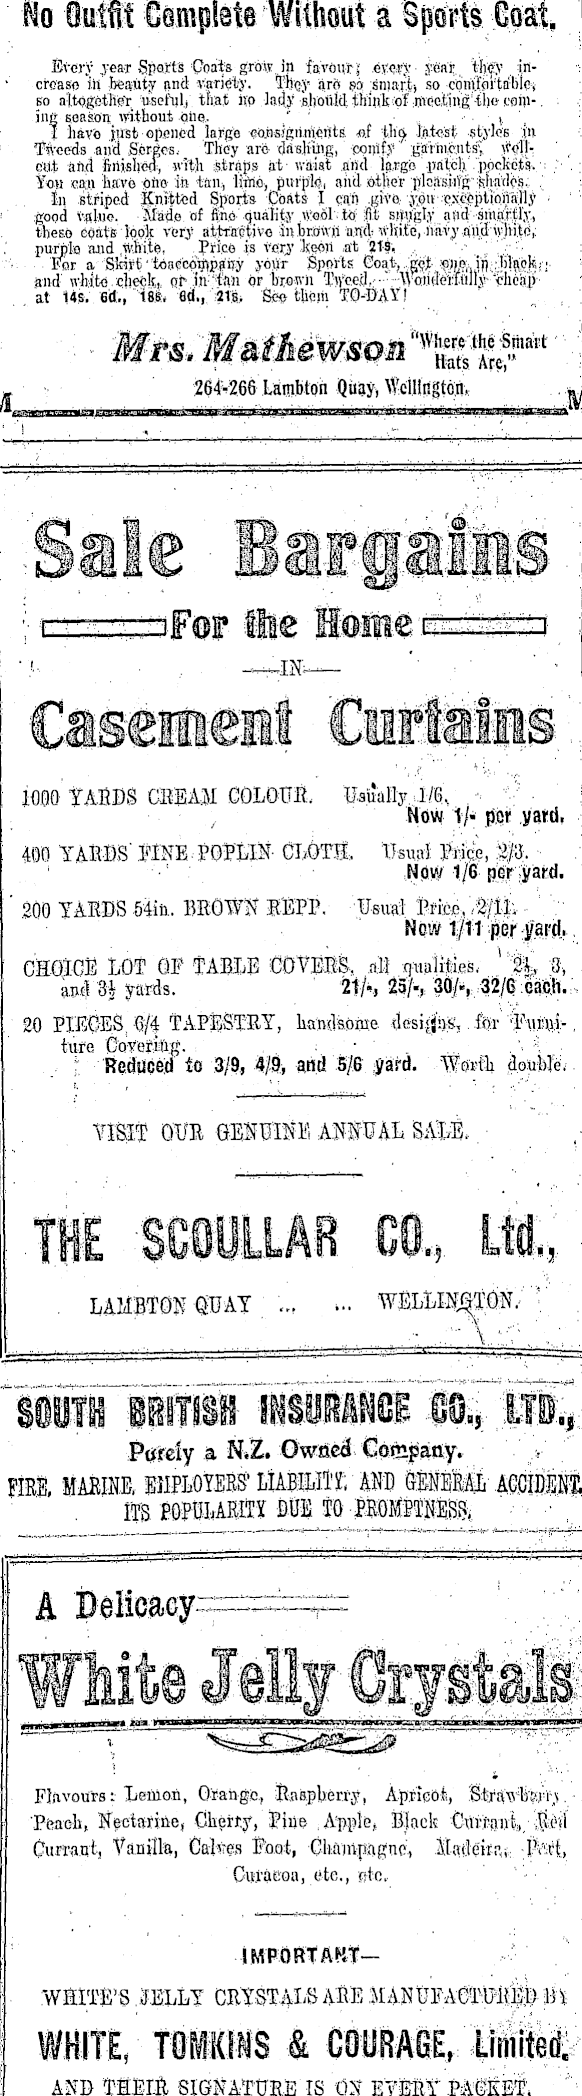 No Outfit Complete Without a Sports Coat.
Every year Sports Coats grow in favour; every year they in-
crease in beauty and variety. They are so smart, so comfortable,
so altogether useful, that no lady should think of meeting the com-
ing season without one.
I have just opened large consignments of the latest styles in
Tweeds and Serges. They are dashing, comfy garments, well-
cut and finished, with straps at waist and large patch pockets.
You can have one in tan, lime, purple, and other pleasing shades.
In striped Knitted Sports Coats I can give you exceptionally
good value. Made of fine quality wool to fit snugly and smartly,
these coats look very attractive in brown and white, navy and white,
purple and white. Price is very keen at 21s.
For a Skirt toaccompany your Sports Coat, get one in black
and white check, or in tan or brown Tweed. Wonderfully cheap
at 14s. 6d., 18s. 6d., 21s. See them TO-DAY!
Mrs. Mathewson "Where the Smart
Hats Are,"
264-266 Lambton Quay, Wellington.
M M
Sale Bargains
For the Home
IN
Casement Curtains
1000 YARDS CREAM COLOUR. Usually 1/6.
Now 1/- per yard.
400 YARDS FINE POPLIN CLOTH. Usual Price, 2/3.
Now 1/6 per yard.
200 YARDS 54in. BROWN REPP. Usual Price, 2/11.
Now 1/11 per yard.
CHOICE LOT OF TABLE COVERS, all qualities. 2½, 3,
and 3½ yards. 21/-, 25/-, 30/-, 32/6 each.
20 PIECES 6/4 TAPESTRY, handsome designs, for Furni-
ture Covering.
Reduced to 3/9, 4/9, and 5/6 yard. Worth double.
VISIT OUR GENUINE ANNUAL SALE.
THE SCOULLAR CO., Ltd.,
LAMBTON QUAY ... ... WELLINGTON.
SOUTH BRITISH INSURANCE CO., LTD.,
Purely a N.Z. Owned Company.
FIRE, MARINE, EMPLOYERS' LIABILITY, AND GENERAL ACCIDENT.
ITS POPULARITY DUE TO PROMPTNESS.
A Delicacy
White Jelly Crystals
Flavours: Lemon, Orange, Raspberry, Apricot, Strawberry
Peach, Nectarine, Cherry, Pine Apple, Black Currant, Red
Currant, Vanilla, Calves Foot, Champagne, Madeira, Port,
Curacoa, etc., etc.
IMPORTANT—
WHITE'S JELLY CRYSTALS ARE MANUFACTURED BY
WHITE, TOMKINS & COURAGE, Limited.
AND THEIR SIGNATURE IS ON EVERY PACKET.